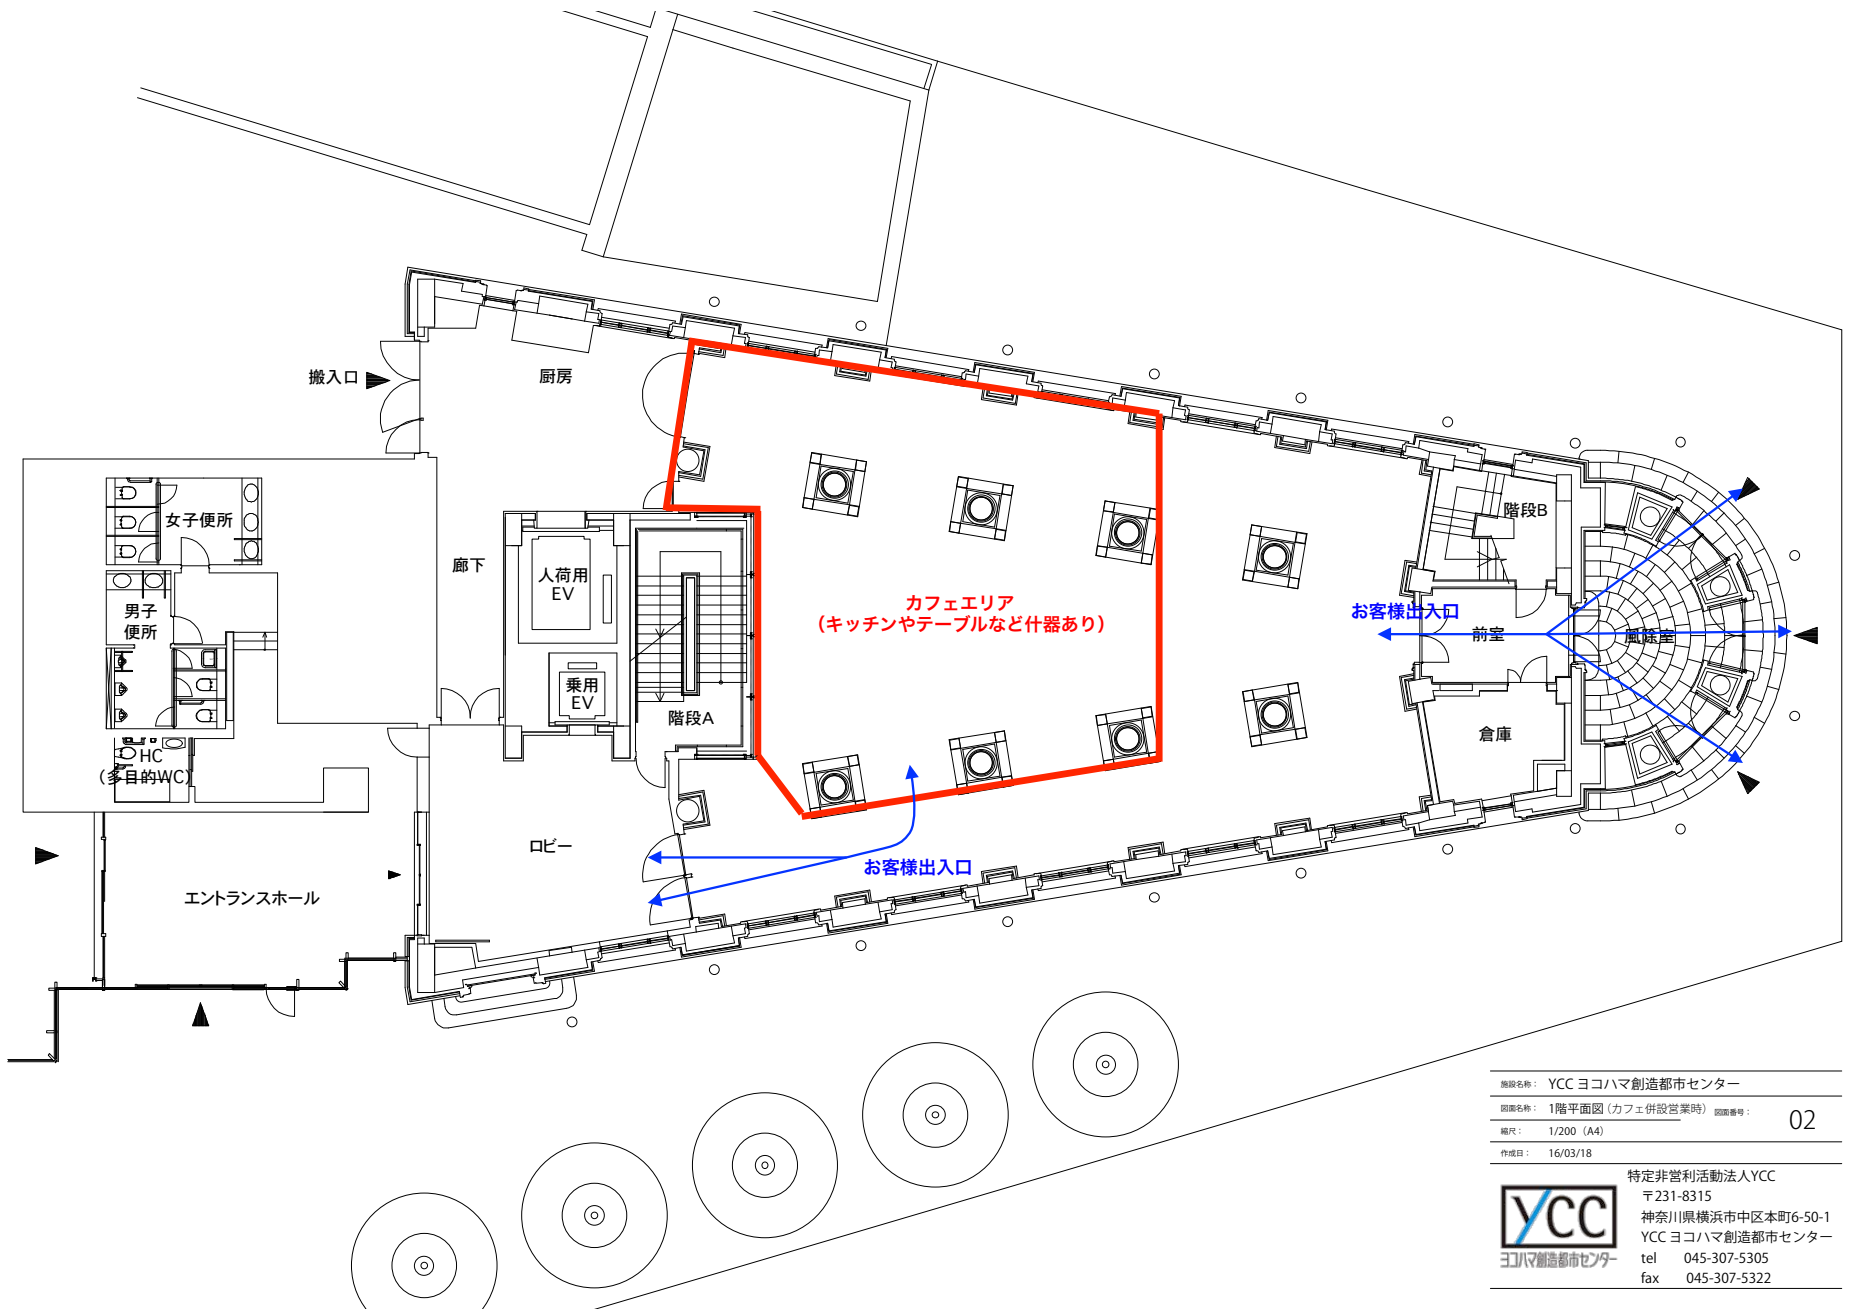 搬入口
厨房
女子便所
廊下
人荷用
EV
男子
便所
乗用
EV
階段A
HC
（多目的WC）
ロビー
エントランスホール
カフェエリア
（キッチンやテーブルなど什器あり）
お客様出入口
お客様出入口
階段B
前室
風除室
倉庫
施設名称： YCC ヨコハマ創造都市センター
図面名称： 1階平面図（カフェ併設営業時） 図面番号： 02
縮尺： 1/200（A4）
作成日： 16/03/18
特定非営利活動法人YCC
〒231-8315
神奈川県横浜市中区本町6-50-1
YCC ヨコハマ創造都市センター
tel 045-307-5305
fax 045-307-5322
YCC
ヨコハマ創造都市センター